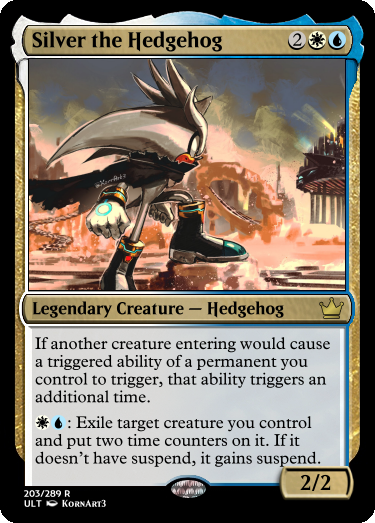 Silver the Hedgehog 2
@KornArt3
Legendary Creature — Hedgehog
If another creature entering would cause
a triggered ability of a permanent you
control to trigger, that ability triggers an
additional time.
: Exile target creature you control
and put two time counters on it. If it
doesn't have suspend, it gains suspend.
2/2
203/289 R
ULT KornArt3